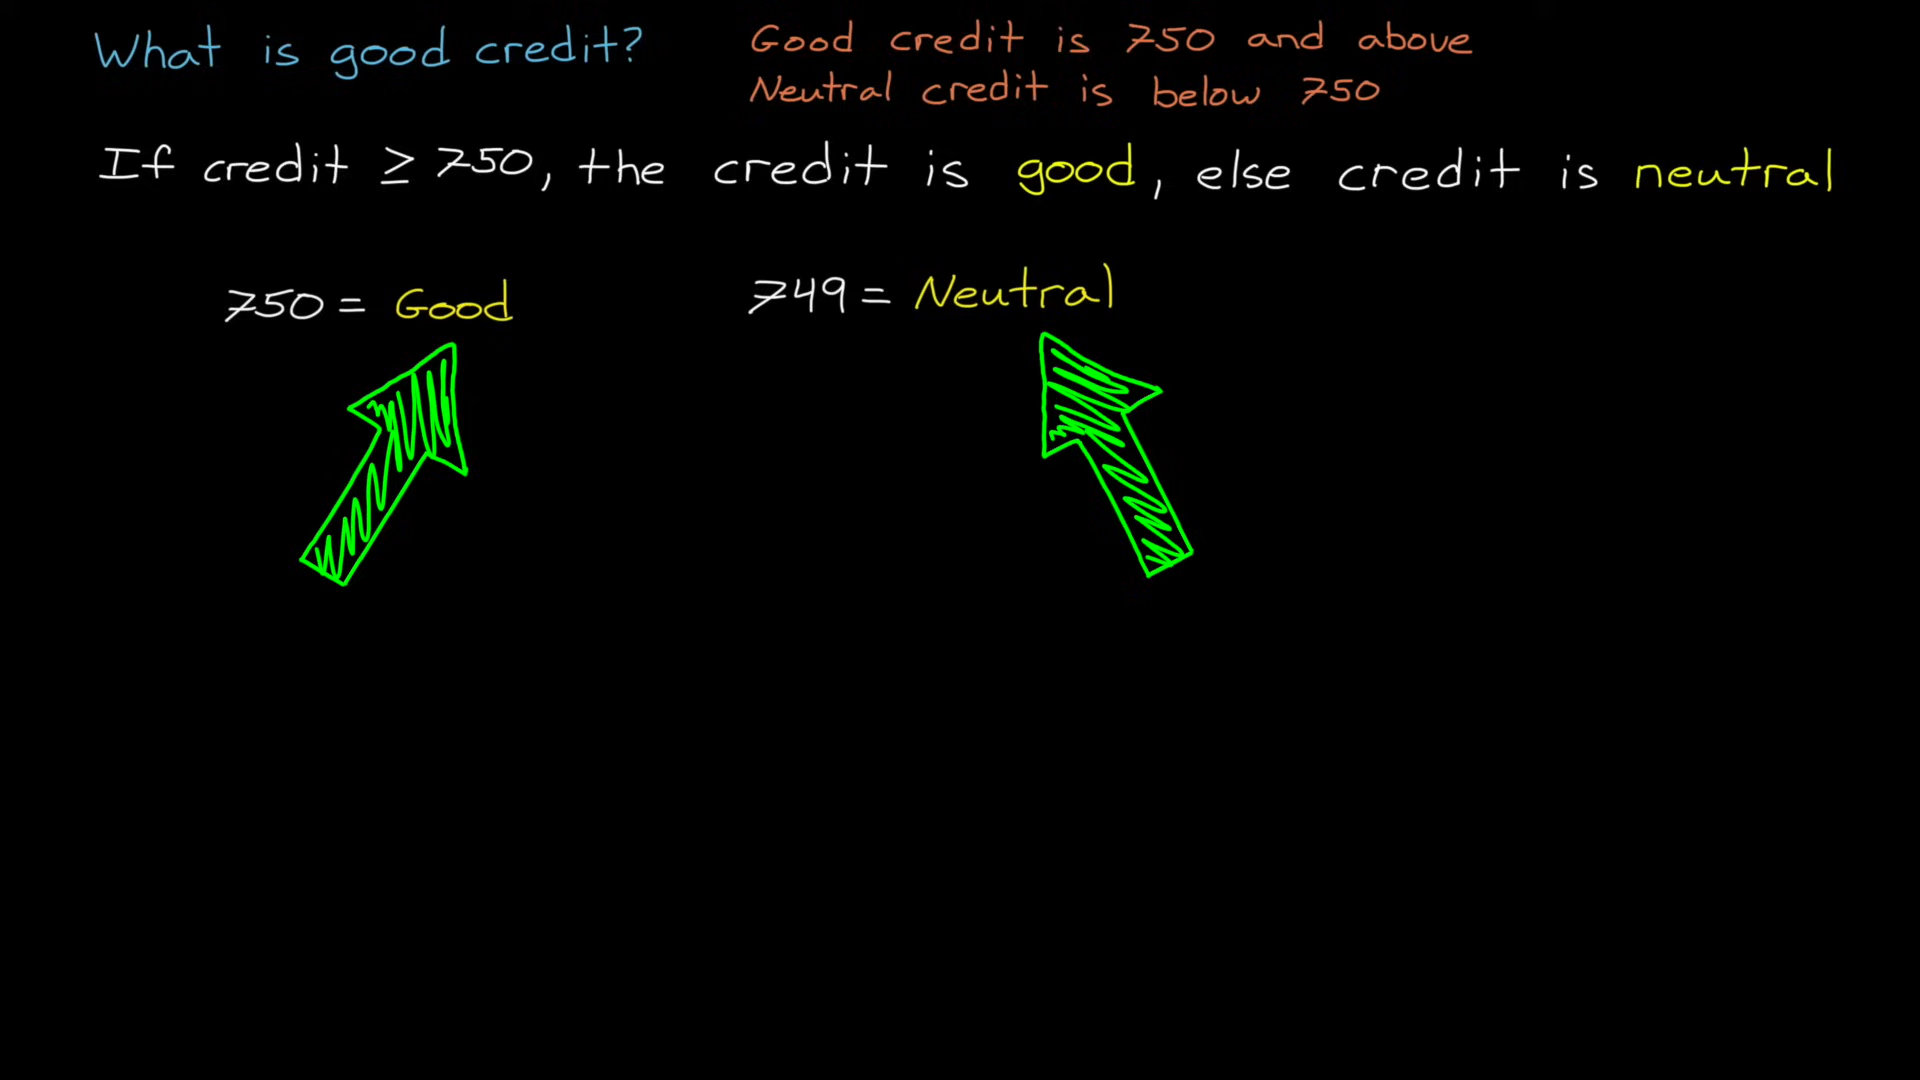 What is good credit?
Good credit is 750 and above
Neutral credit is below 750
If credit ≥ 750, the credit is good, else credit is neutral
750 = Good
749 = Neutral